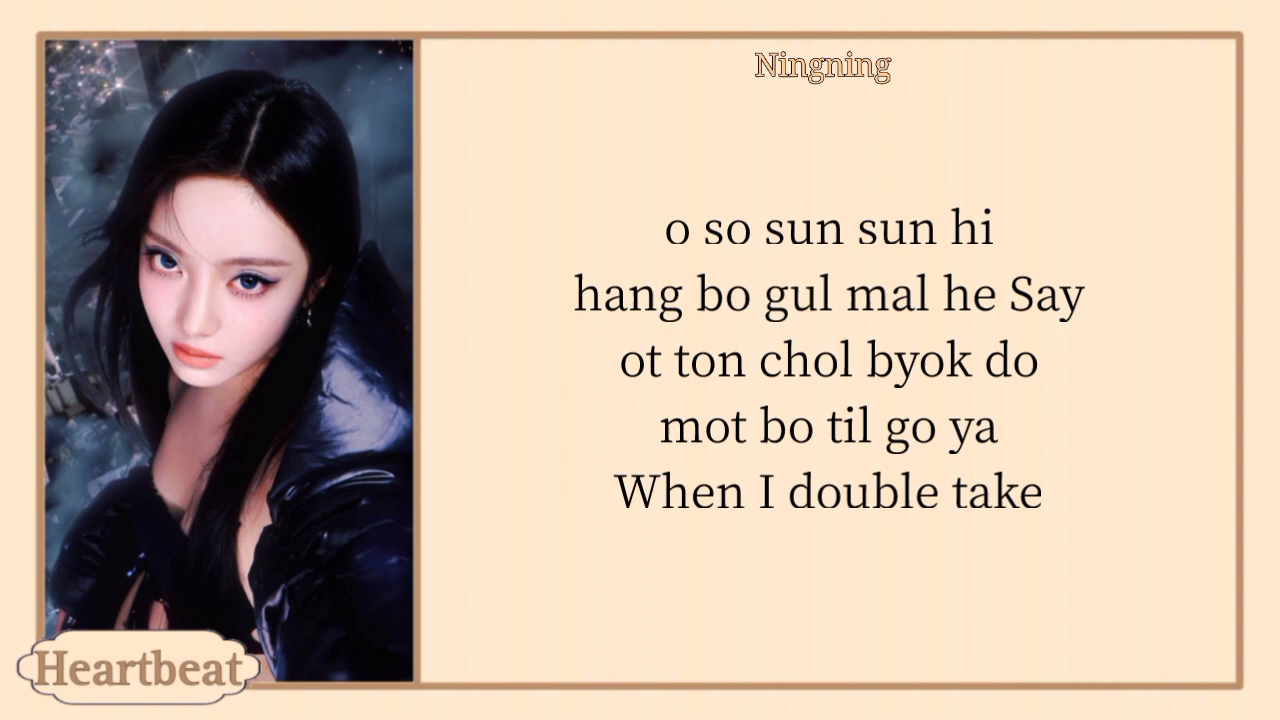 Ningning
o so sun sun hi
hang bo gul mal he Say
ot ton chol byok do
mot bo til go ya
When I double take
Heartbeat